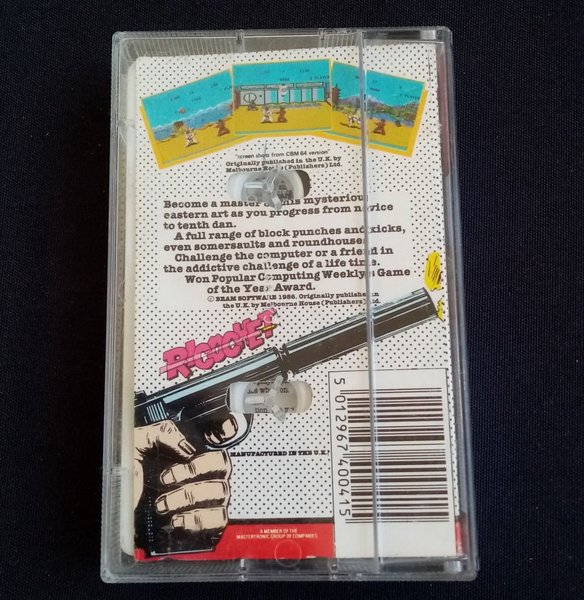 2 PLAYER
'screen shots from CBM 64 version'
Originally published in the U.K. by
Melbourne House (Publishers) Ltd.
Become a master of this mysterious
eastern art as you progress from novice
to tenth dan.
A full range of block punches and kicks,
even somersaults and roundhouses.
Challenge the computer or a friend in
the addictive challenge of a life time.
Won Popular Computing Weekly's Game
of the Year Award.
© BEAM SOFTWARE 1986. Originally published in
the U.K. by Melbourne House (Publishers) Ltd.
RICOCHET
MANUFACTURED IN THE U.K.
5 012967 400415
A MEMBER OF THE
MASTERTRONIC GROUP OF COMPANIES